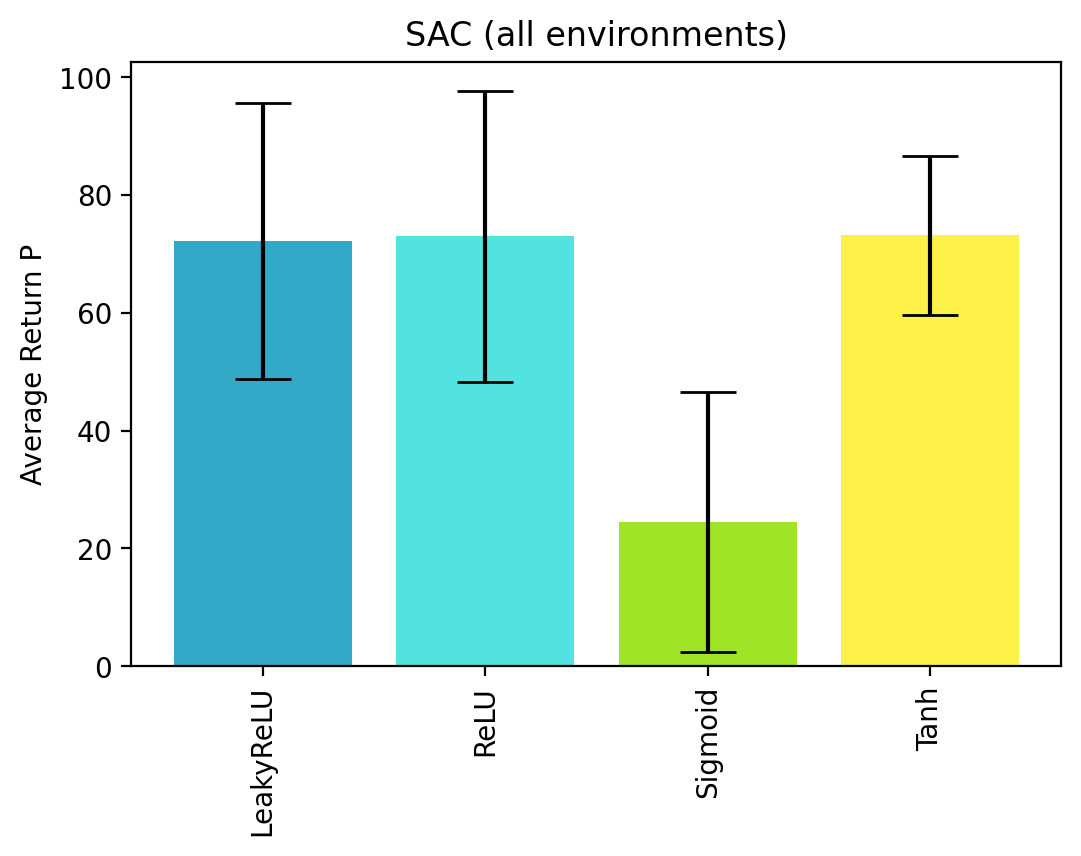 SAC (all environments)
Average Return P
100
80
60
40
20
0
LeakyReLU
ReLU
Sigmoid
Tanh